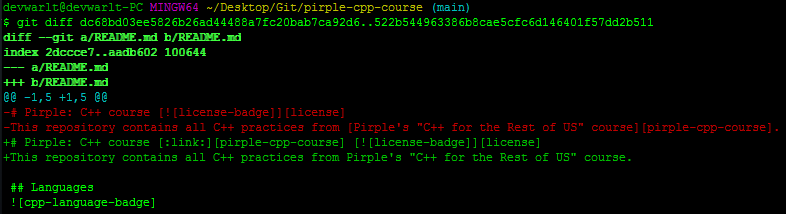 devwarlt@devwarlt-PC MINGW64 ~/Desktop/Git/pirple-cpp-course (main)
$ git diff dc68bd03ee5826b26ad44488a7fc20bab7ca92d6..522b544963386b8cae5cfc6d146401f57dd2b511
diff --git a/README.md b/README.md
index 2dccce7..aadb602 100644
--- a/README.md
+++ b/README.md
@@ -1,5 +1,5 @@
-# Pirple: C++ course [![license-badge]][license]
-This repository contains all C++ practices from [Pirple's "C++ for the Rest of US" course][pirple-cpp-course].
+# Pirple: C++ course [:link:][pirple-cpp-course] [![license-badge]][license]
+This repository contains all C++ practices from Pirple's "C++ for the Rest of US" course.

 ## Languages
 ![cpp-language-badge]